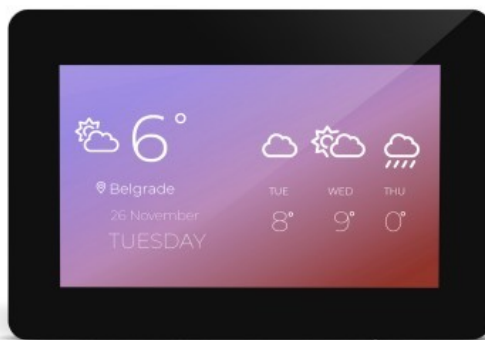 6°
Belgrade
26 November
TUESDAY
TUE WED THU
8° 9° 0°